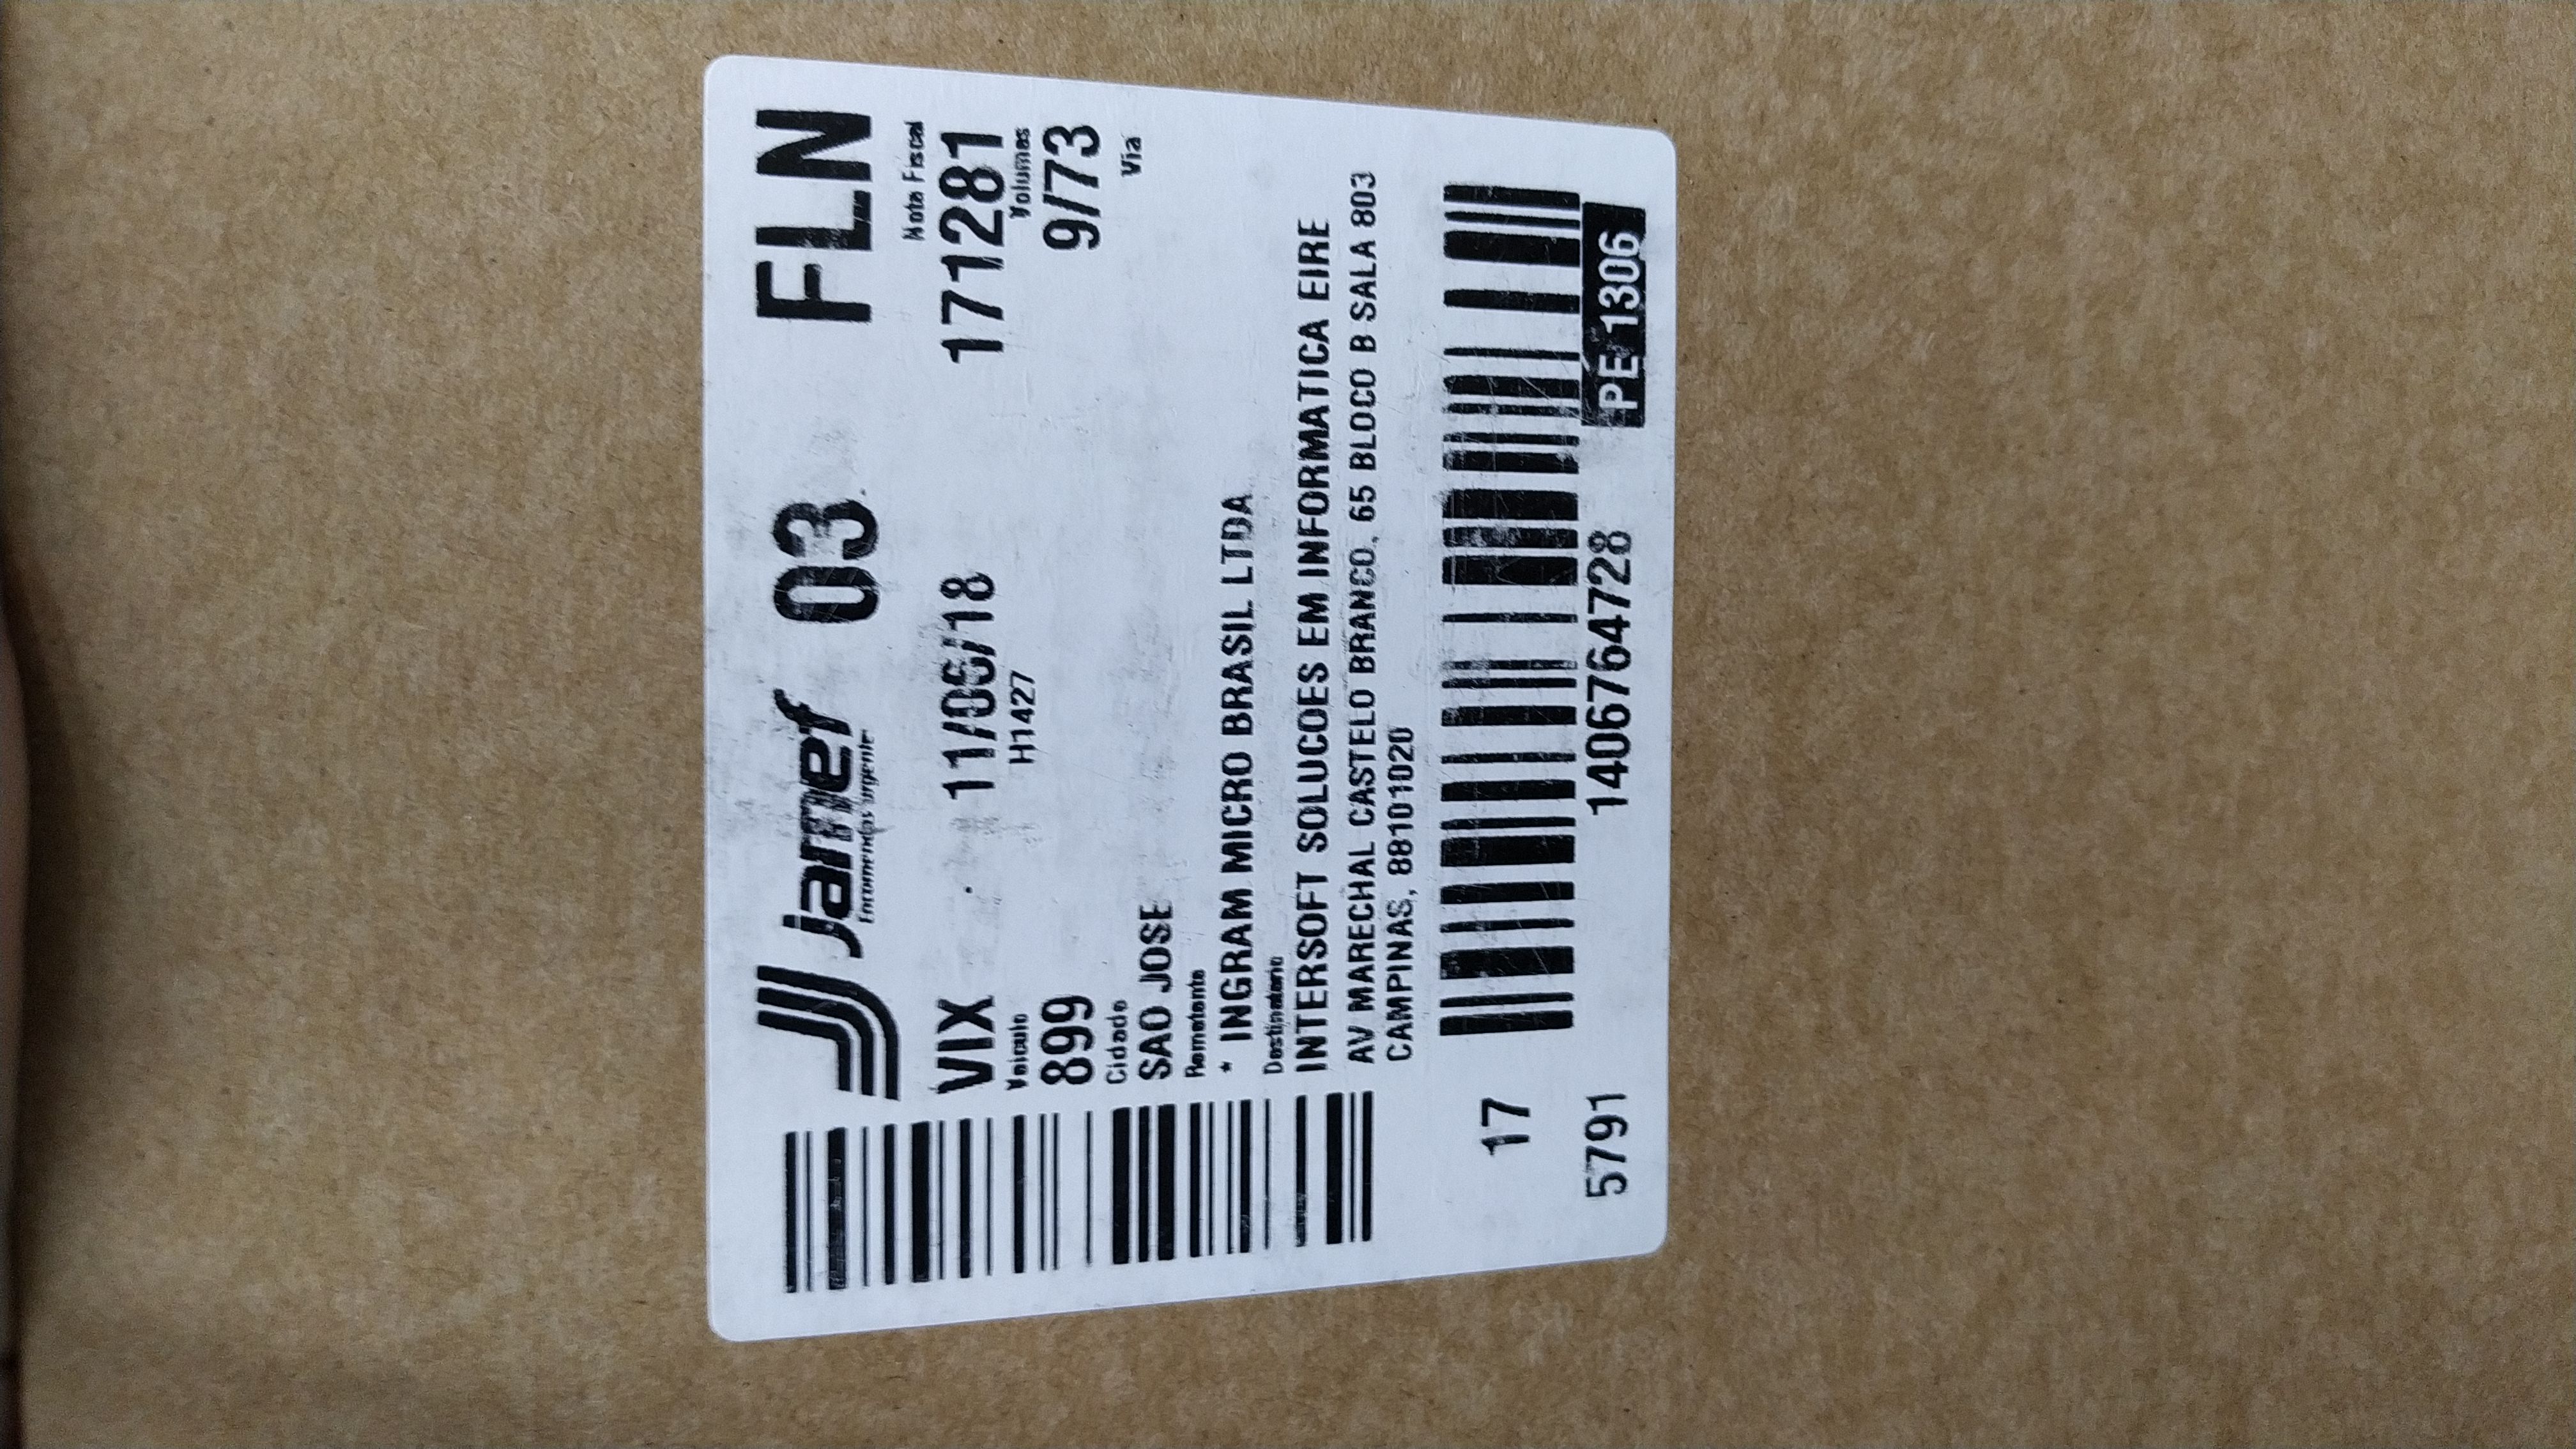 jamef 03 FLN
Encomendas urgente
Nota Fiscal
VIX 11/06/18 171281
Veiculo H1427 Volumes
899 9/73
Cidade Via
SAO JOSE
Remetente
* INGRAM MICRO BRASIL LTDA
Destinatario
INTERSOFT SOLUCOES EM INFORMATICA EIRE
AV MARECHAL CASTELO BRANCO, 65 BLOCO B SALA 803
CAMPINAS, 88101020
17
5791 1406764728 PE 1306